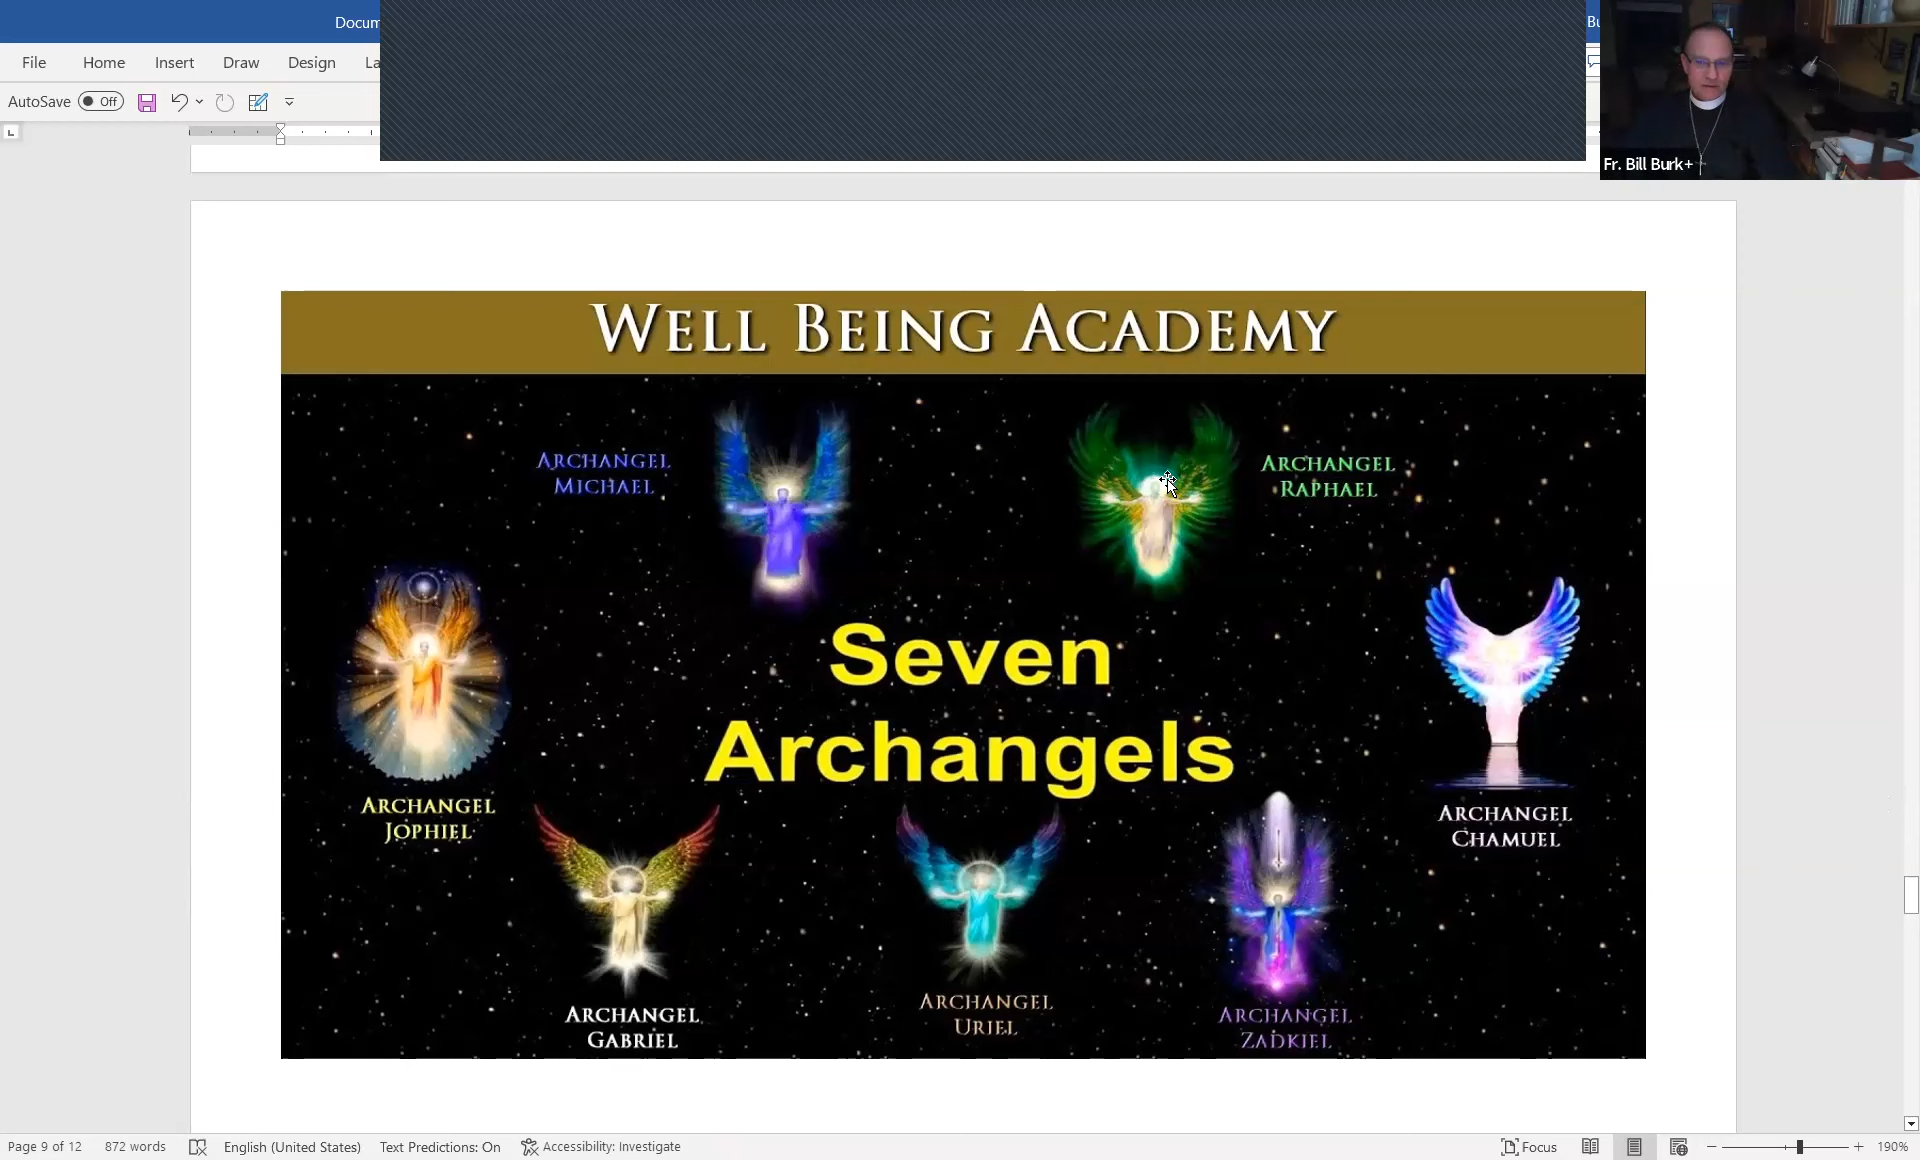 Docum
Bu
File Home Insert Draw Design La
AutoSave Off
Fr. Bill Burk+
WELL BEING ACADEMY
ARCHANGEL
MICHAEL
ARCHANGEL
RAPHAEL
Seven
Archangels
ARCHANGEL
JOPHIEL
ARCHANGEL
CHAMUEL
ARCHANGEL
GABRIEL
ARCHANGEL
URIEL
ARCHANGEL
ZADKIEL
Page 9 of 12 872 words English (United States) Text Predictions: On Accessibility: Investigate Focus 190%